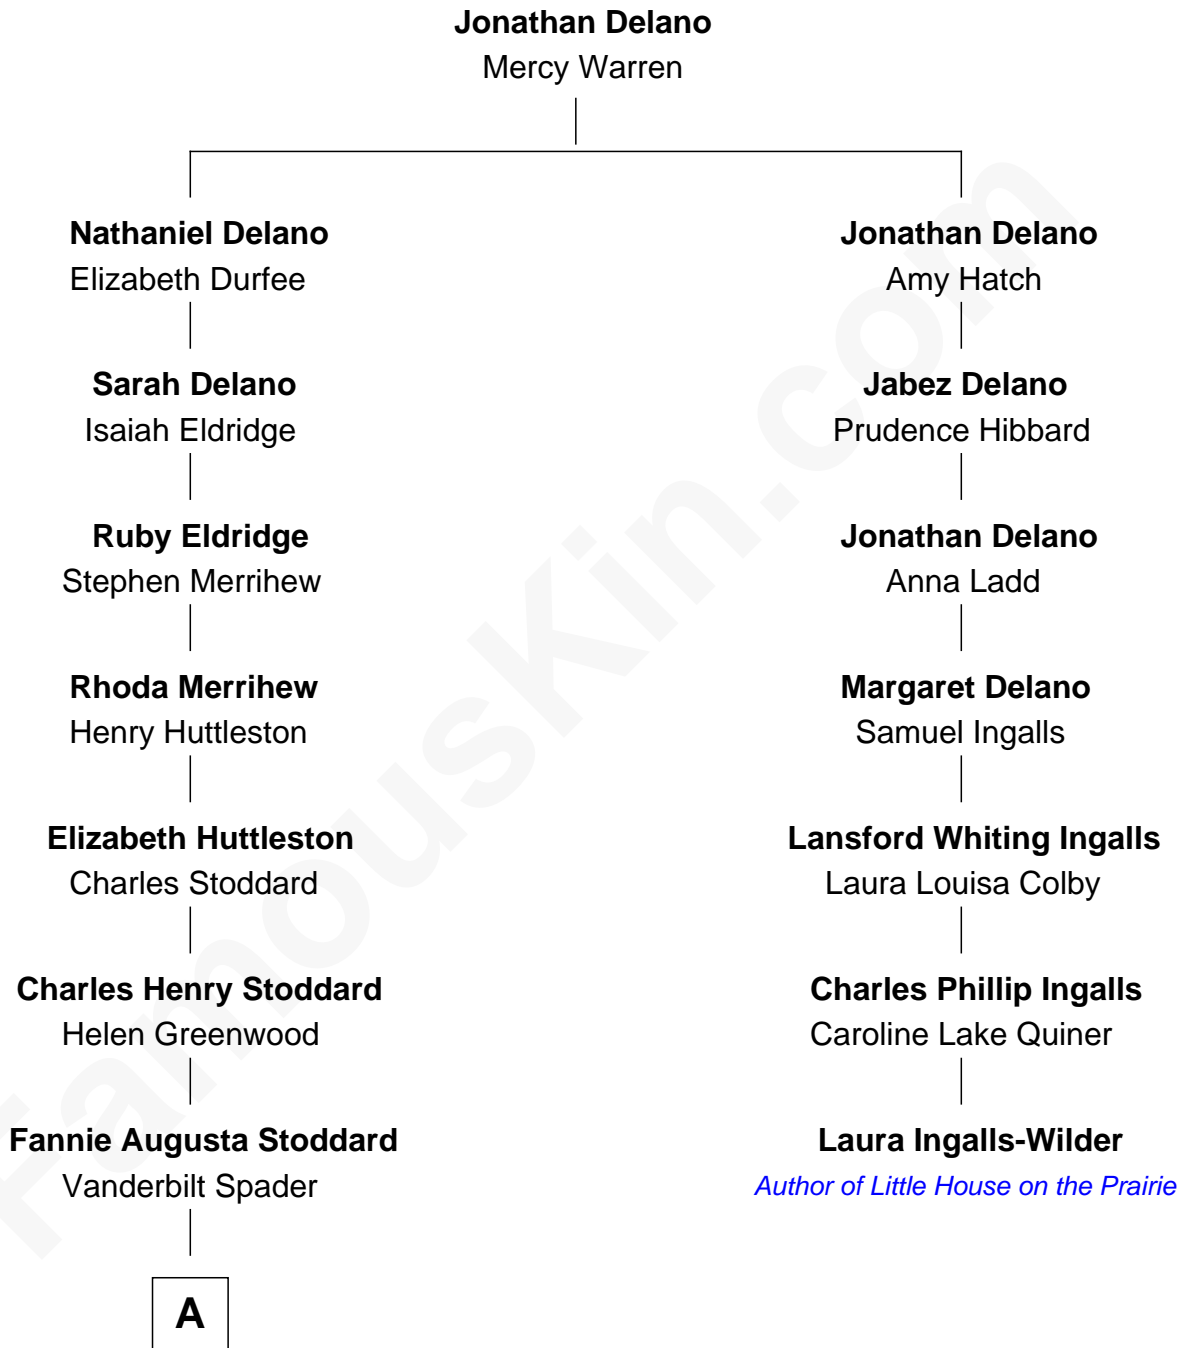 Jonathan Delano
Mercy Warren
Nathaniel Delano
Elizabeth Durfee
Jonathan Delano
Amy Hatch
Sarah Delano
Isaiah Eldridge
Jabez Delano
Prudence Hibbard
Ruby Eldridge
Stephen Merrihew
Jonathan Delano
Anna Ladd
Rhoda Merrihew
Henry Huttleston
Margaret Delano
Samuel Ingalls
Elizabeth Huttleston
Charles Stoddard
Lansford Whiting Ingalls
Laura Louisa Colby
Charles Henry Stoddard
Helen Greenwood
Charles Phillip Ingalls
Caroline Lake Quiner
Fannie Augusta Stoddard
Vanderbilt Spader
Laura Ingalls-Wilder
Author of Little House on the Prairie
A
FamousKin.com